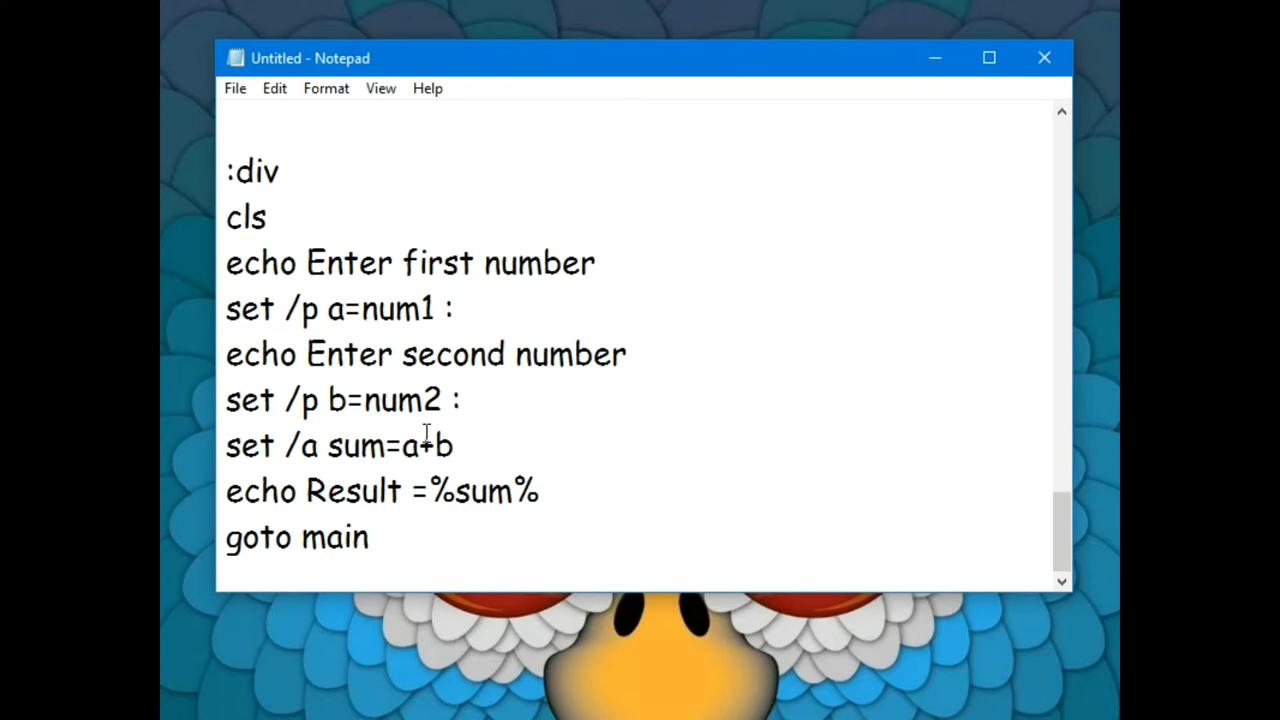 Untitled - Notepad
File Edit Format View Help
:div
cls
echo Enter first number
set /p a=num1 :
echo Enter second number
set /p b=num2 :
set /a sum=a+b
echo Result =%sum%
goto main